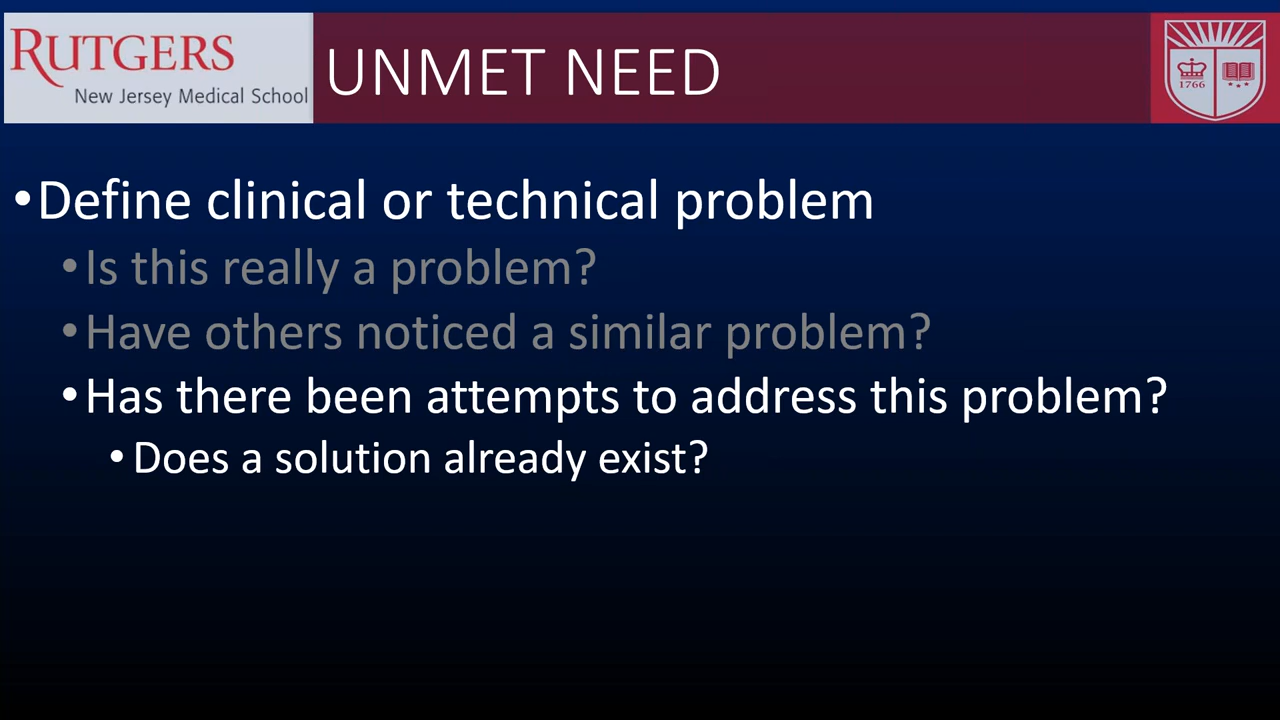 RUTGERS
New Jersey Medical School
UNMET NEED
1766
•Define clinical or technical problem
•Is this really a problem?
•Have others noticed a similar problem?
•Has there been attempts to address this problem?
•Does a solution already exist?